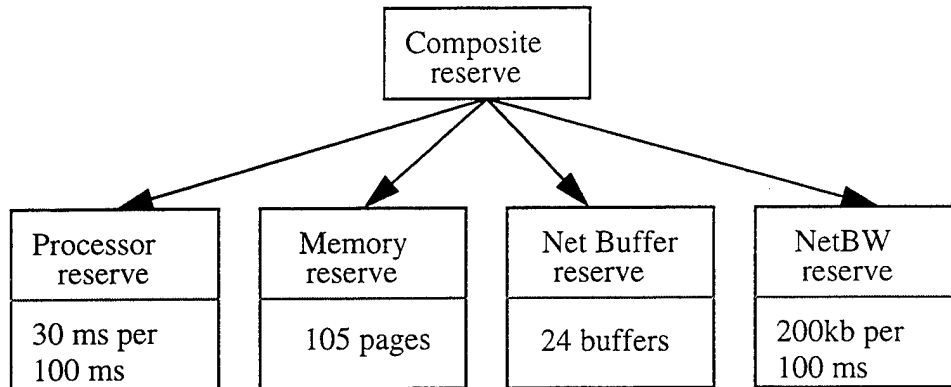 Composite
reserve
Processor
reserve
30 ms per
100 ms
Memory
reserve
105 pages
Net Buffer
reserve
24 buffers
NetBW
reserve
200kb per
100 ms